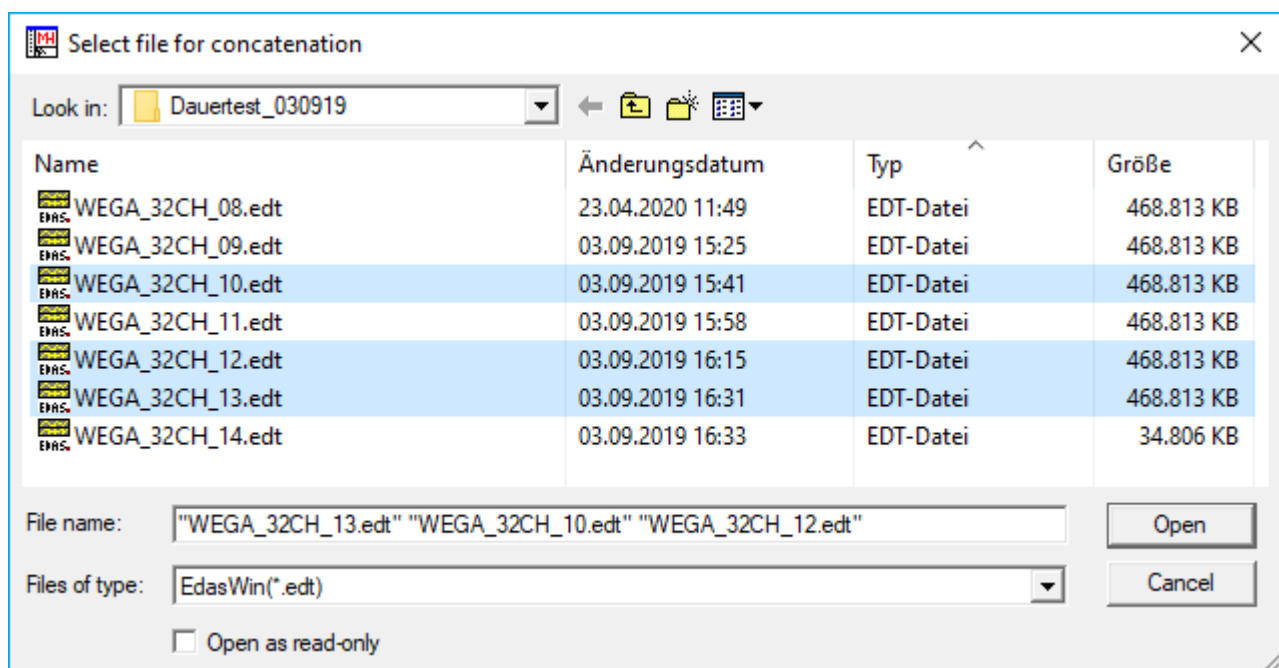 Select file for concatenation
Look in: Dauertest_030919
Name Änderungsdatum Typ Größe
WEGA_32CH_08.edt 23.04.2020 11:49 EDT-Datei 468.813 KB
WEGA_32CH_09.edt 03.09.2019 15:25 EDT-Datei 468.813 KB
WEGA_32CH_10.edt 03.09.2019 15:41 EDT-Datei 468.813 KB
WEGA_32CH_11.edt 03.09.2019 15:58 EDT-Datei 468.813 KB
WEGA_32CH_12.edt 03.09.2019 16:15 EDT-Datei 468.813 KB
WEGA_32CH_13.edt 03.09.2019 16:31 EDT-Datei 468.813 KB
WEGA_32CH_14.edt 03.09.2019 16:33 EDT-Datei 34.806 KB
File name: "WEGA_32CH_13.edt" "WEGA_32CH_10.edt" "WEGA_32CH_12.edt" Open
Files of type: EdasWin(*.edt) Cancel
Open as read-only